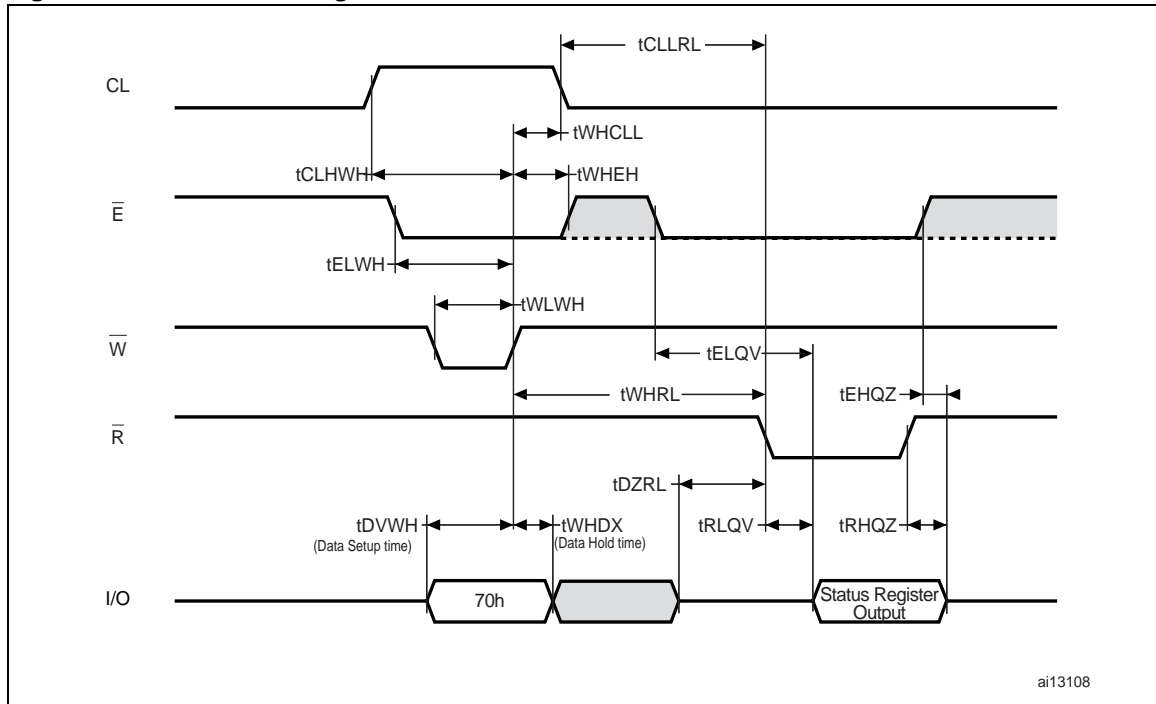 tCLLRL
CL
tWHCLL
tCLHWH
tWHEH
E
tELWH
tWLWH
W
tELQV
tWHRL
tEHQZ
R
tDZRL
tDVWH
(Data Setup time)
tWHDX
(Data Hold time)
tRLQV
tRHQZ
I/O
70h
Status Register
Output
ai13108